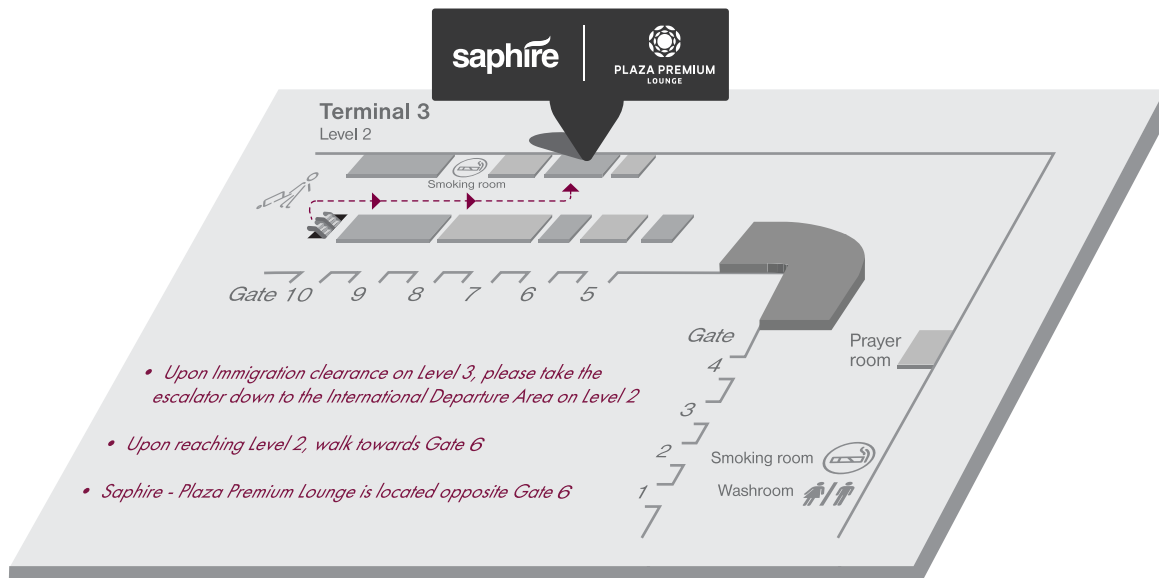 saphire
PLAZA PREMIUM
LOUNGE
Terminal 3
Level 2
Smoking room
Gate 10 9 8 7 6 5
Gate
4
3
2
1
Prayer
room
• Upon Immigration clearance on Level 3, please take the
escalator down to the International Departure Area on Level 2
• Upon reaching Level 2, walk towards Gate 6
• Saphire - Plaza Premium Lounge is located opposite Gate 6
Smoking room
Washroom